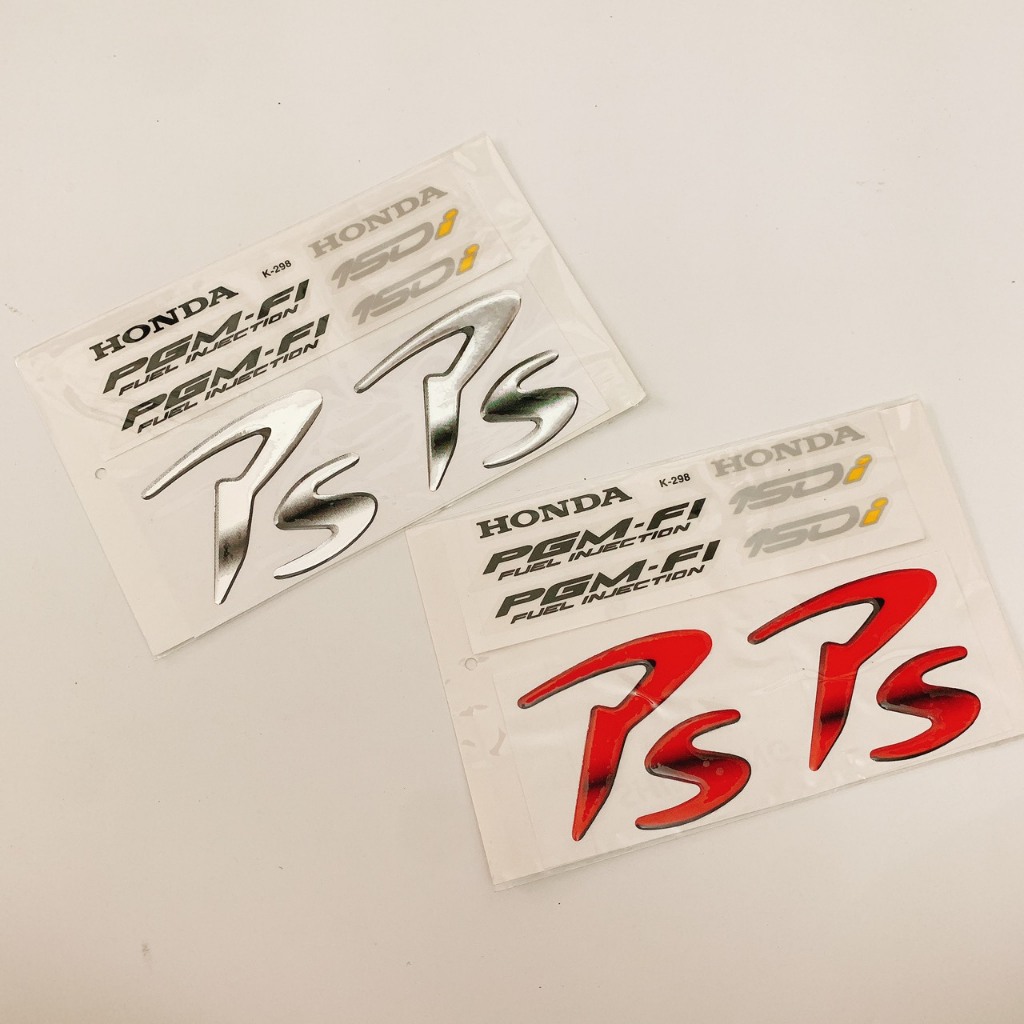 HONDA
K-298
HONDA
PGM-FI
FUEL INJECTION
150i
PGM-FI
FUEL INJECTION
150i
PS
PS
HONDA
K-298
HONDA
PGM-FI
FUEL INJECTION
150i
PGM-FI
FUEL INJECTION
150i
PS
PS